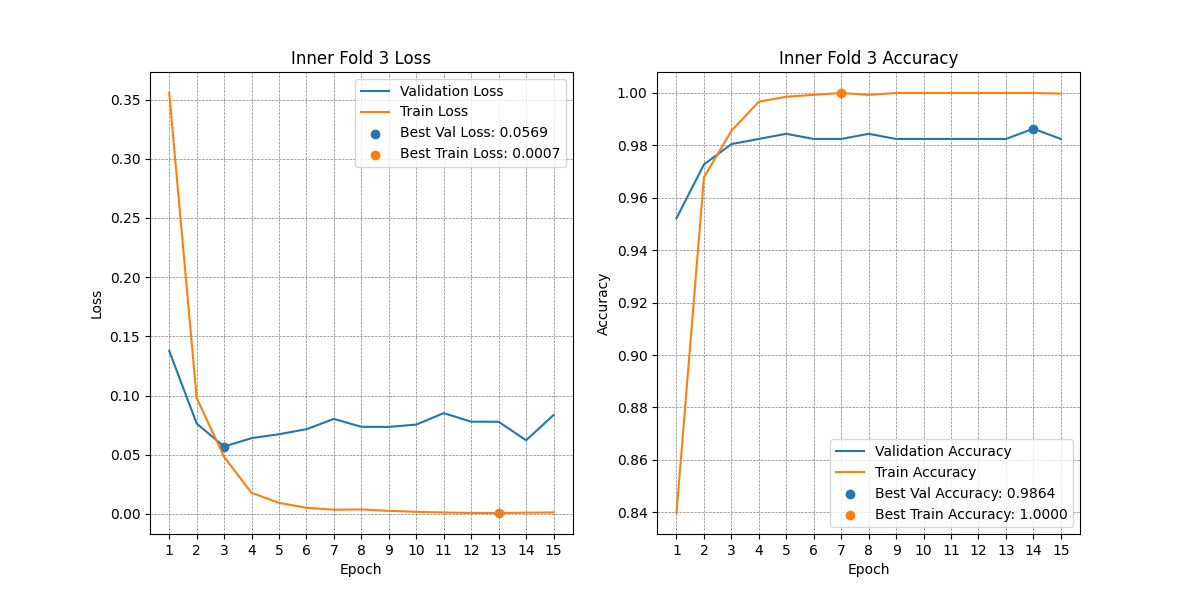 Inner Fold 3 Loss
0.35
0.30
0.25
0.20
0.15
0.10
0.05
0.00
Loss
1 2 3 4 5 6 7 8 9 10 11 12 13 14 15
Epoch
Validation Loss
Train Loss
Best Val Loss: 0.0569
Best Train Loss: 0.0007
Inner Fold 3 Accuracy
1.00
0.98
0.96
0.94
0.92
0.90
0.88
0.86
0.84
Accuracy
1 2 3 4 5 6 7 8 9 10 11 12 13 14 15
Epoch
Validation Accuracy
Train Accuracy
Best Val Accuracy: 0.9864
Best Train Accuracy: 1.0000